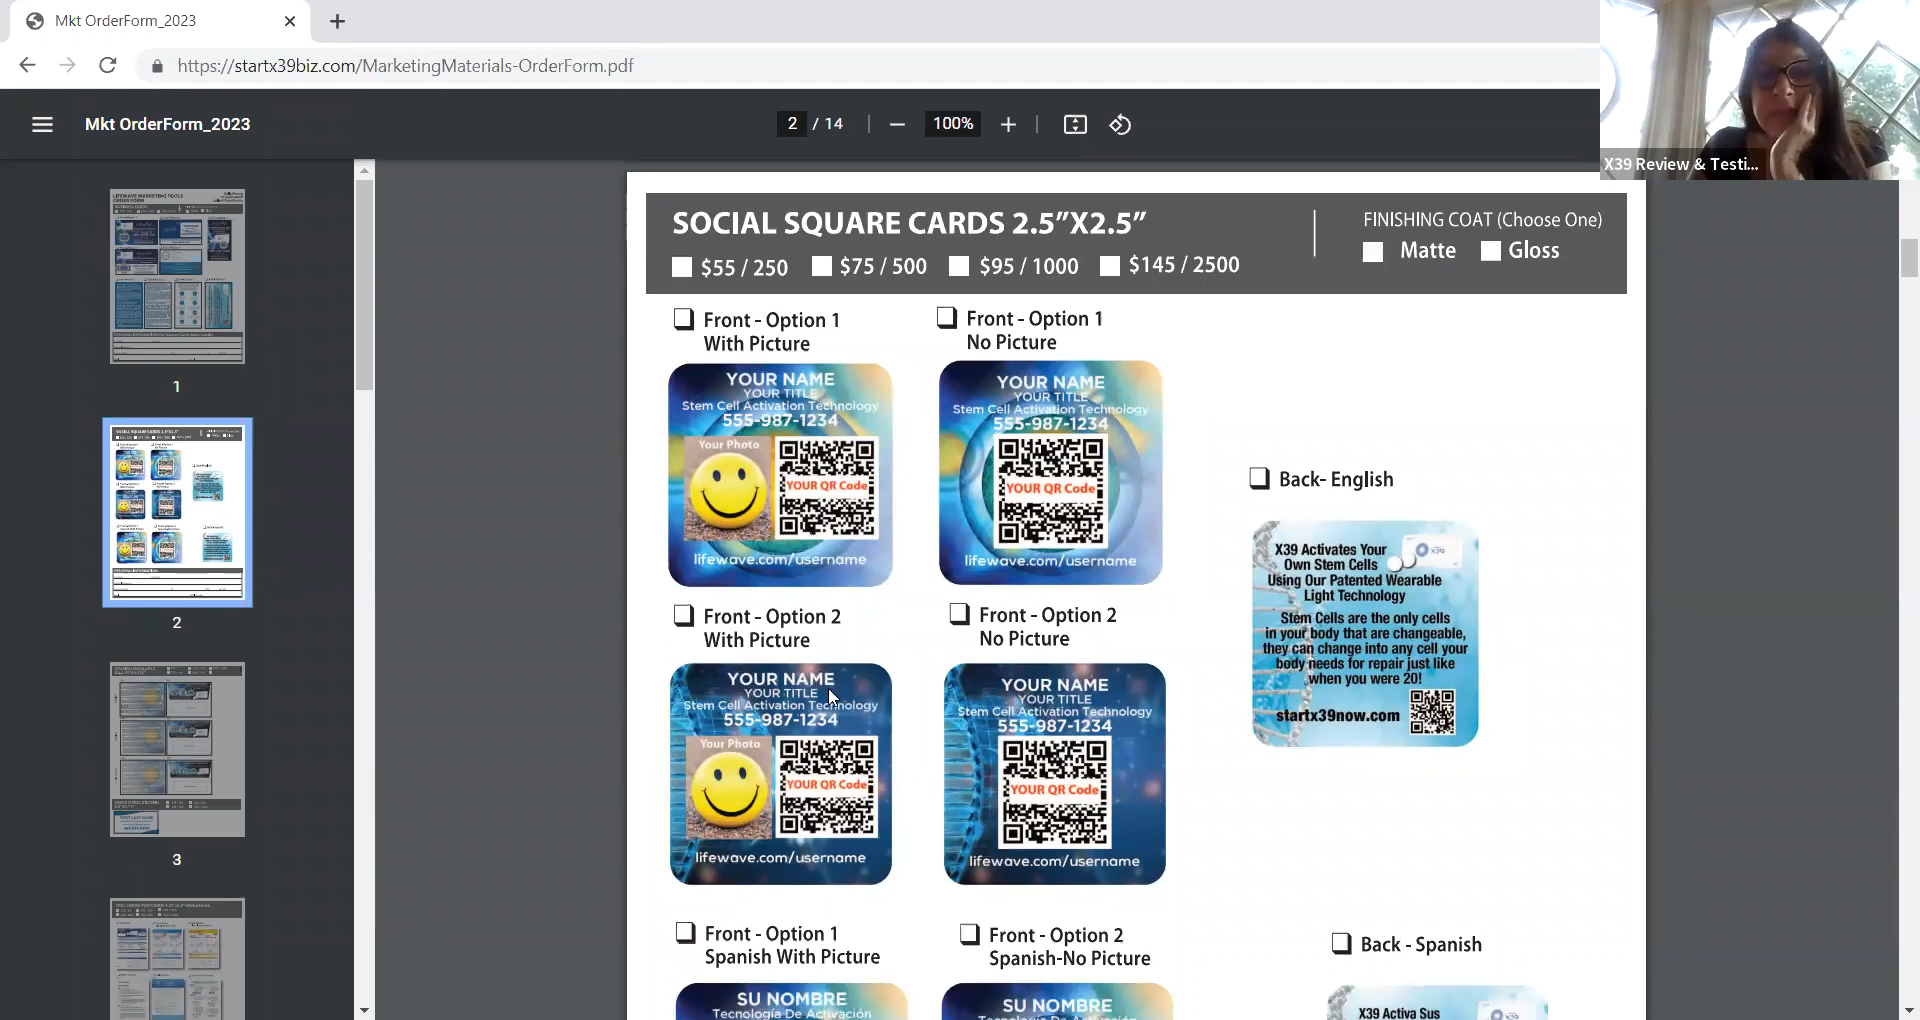 Mkt OrderForm_2023
https://startx39biz.com/MarketingMaterials-OrderForm.pdf
Mkt OrderForm_2023
2 / 14
100%
X39 Review & Testi...
1
2
3
SOCIAL SQUARE CARDS 2.5”X2.5”
$55 / 250
$75 / 500
$95 / 1000
$145 / 2500
FINISHING COAT (Choose One)
Matte
Gloss
Front - Option 1
With Picture
YOUR NAME
YOUR TITLE
Stem Cell Activation Technology
555-987-1234
Your Photo
YOUR QR Code
lifewave.com/username
Front - Option 1
No Picture
YOUR NAME
YOUR TITLE
Stem Cell Activation Technology
555-987-1234
YOUR QR Code
lifewave.com/username
Back- English
X39 Activates Your
Own Stem Cells
Using Our Patented Wearable
Light Technology
Stem Cells are the only cells
in your body that are changeable,
they can change into any cell your
body needs for repair just like
when you were 20!
startx39now.com
X39
Front - Option 2
With Picture
YOUR NAME
YOUR TITLE
Stem Cell Activation Technology
555-987-1234
Your Photo
YOUR QR Code
lifewave.com/username
Front - Option 2
No Picture
YOUR NAME
YOUR TITLE
Stem Cell Activation Technology
555-987-1234
YOUR QR Code
lifewave.com/username
Front - Option 1
Spanish With Picture
SU NOMBRE
Tecnología De Activación
Front - Option 2
Spanish-No Picture
SU NOMBRE
Back - Spanish
X39 Activa Sus